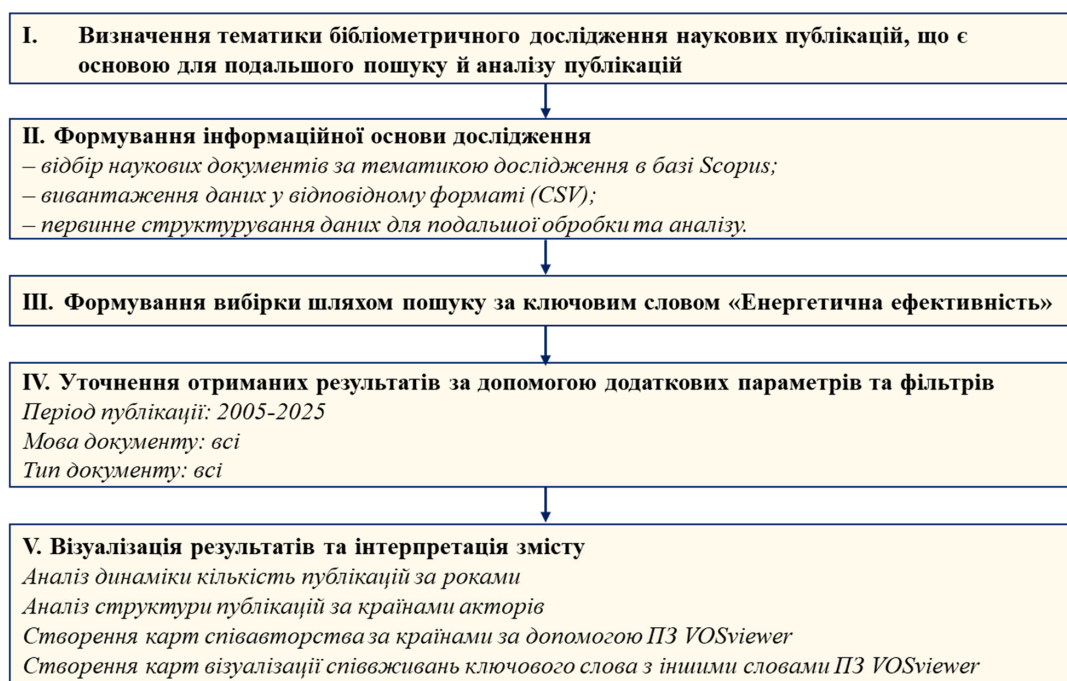 I. Визначення тематики бібліометричного дослідження наукових публікацій, що є
основою для подальшого пошуку й аналізу публікацій
II. Формування інформаційної основи дослідження
– відбір наукових документів за тематикою дослідження в базі Scopus;
– вивантаження даних у відповідному форматі (CSV);
– первинне структурування даних для подальшої обробки та аналізу.
III. Формування вибірки шляхом пошуку за ключовим словом «Енергетична ефективність»
IV. Уточнення отриманих результатів за допомогою додаткових параметрів та фільтрів
Період публікації: 2005-2025
Мова документу: всі
Тип документу: всі
V. Візуалізація результатів та інтерпретація змісту
Аналіз динаміки кількість публікацій за роками
Аналіз структури публікацій за країнами акторів
Створення карт співавторства за країнами за допомогою ПЗ VOSviewer
Створення карт візуалізації співвживань ключового слова з іншими словами ПЗ VOSviewer